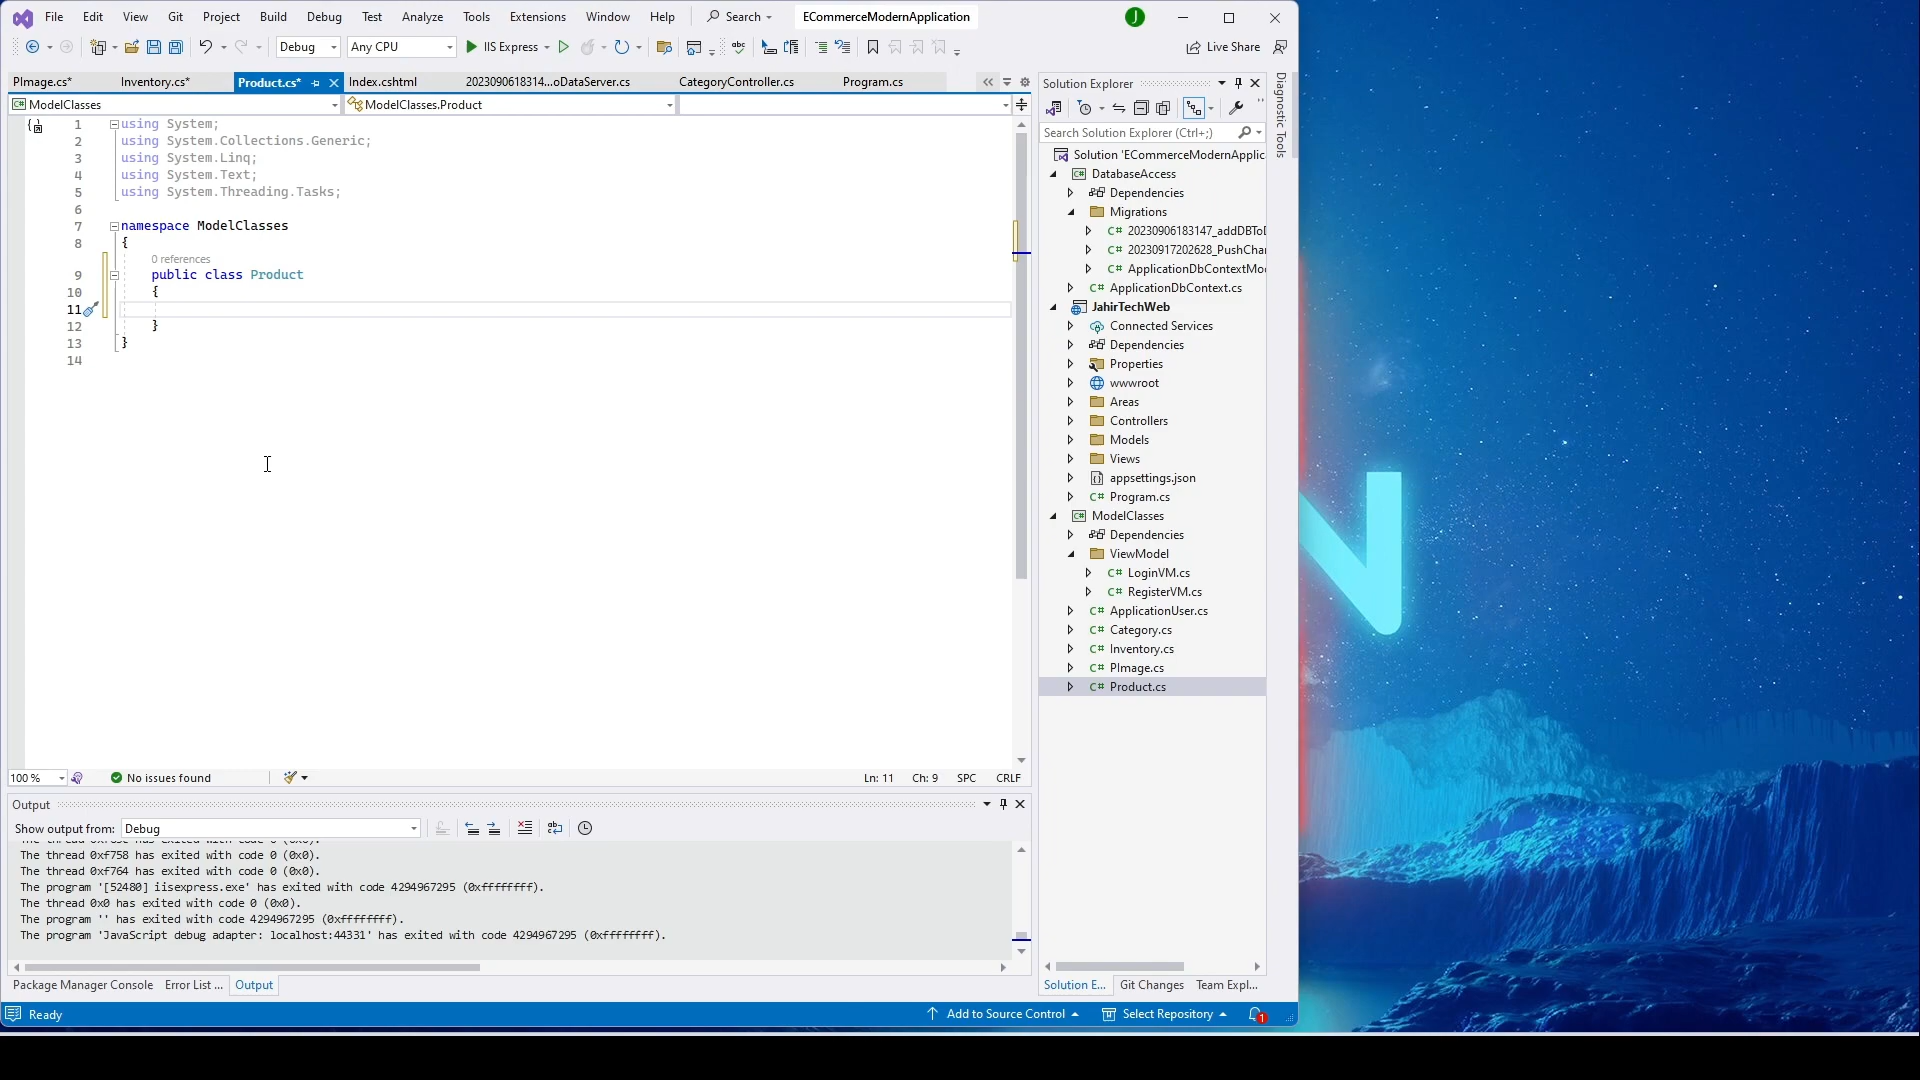 File Edit View Git Project Build Debug Test Analyze Tools Extensions Window Help Search ECommerceModernApplication J
Debug Any CPU IIS Express abc Live Share
PImage.cs* Inventory.cs* Product.cs* Index.cshtml 2023090618314...oDataServer.cs CategoryController.cs Program.cs
ModelClasses ModelClasses.Product
1 using System;
2 using System.Collections.Generic;
3 using System.Linq;
4 using System.Text;
5 using System.Threading.Tasks;
6
7 namespace ModelClasses
8 {
0 references
9 public class Product
10 {
11
12 }
13 }
14
100 % No issues found Ln: 11 Ch: 9 SPC CRLF
Output
Show output from: Debug
The thread 0xf758 has exited with code 0 (0x0).
The thread 0xf764 has exited with code 0 (0x0).
The program '[52480] iisexpress.exe' has exited with code 4294967295 (0xffffffff).
The thread 0x0 has exited with code 0 (0x0).
The program '' has exited with code 4294967295 (0xffffffff).
The program 'JavaScript debug adapter: localhost:44331' has exited with code 4294967295 (0xffffffff).
Package Manager Console Error List ... Output
Solution Explorer
Search Solution Explorer (Ctrl+;)
Solution 'ECommerceModernApplic
DatabaseAccess
Dependencies
Migrations
C# 20230906183147_addDBToD
C# 20230917202628_PushChar
C# ApplicationDbContextMo
C# ApplicationDbContext.cs
JahirTechWeb
Connected Services
Dependencies
Properties
wwwroot
Areas
Controllers
Models
Views
appsettings.json
C# Program.cs
C# ModelClasses
Dependencies
ViewModel
C# LoginVM.cs
C# RegisterVM.cs
C# ApplicationUser.cs
C# Category.cs
C# Inventory.cs
C# PImage.cs
C# Product.cs
Solution E... Git Changes Team Expl...
Diagnostic Tools
Ready Add to Source Control Select Repository 1
N